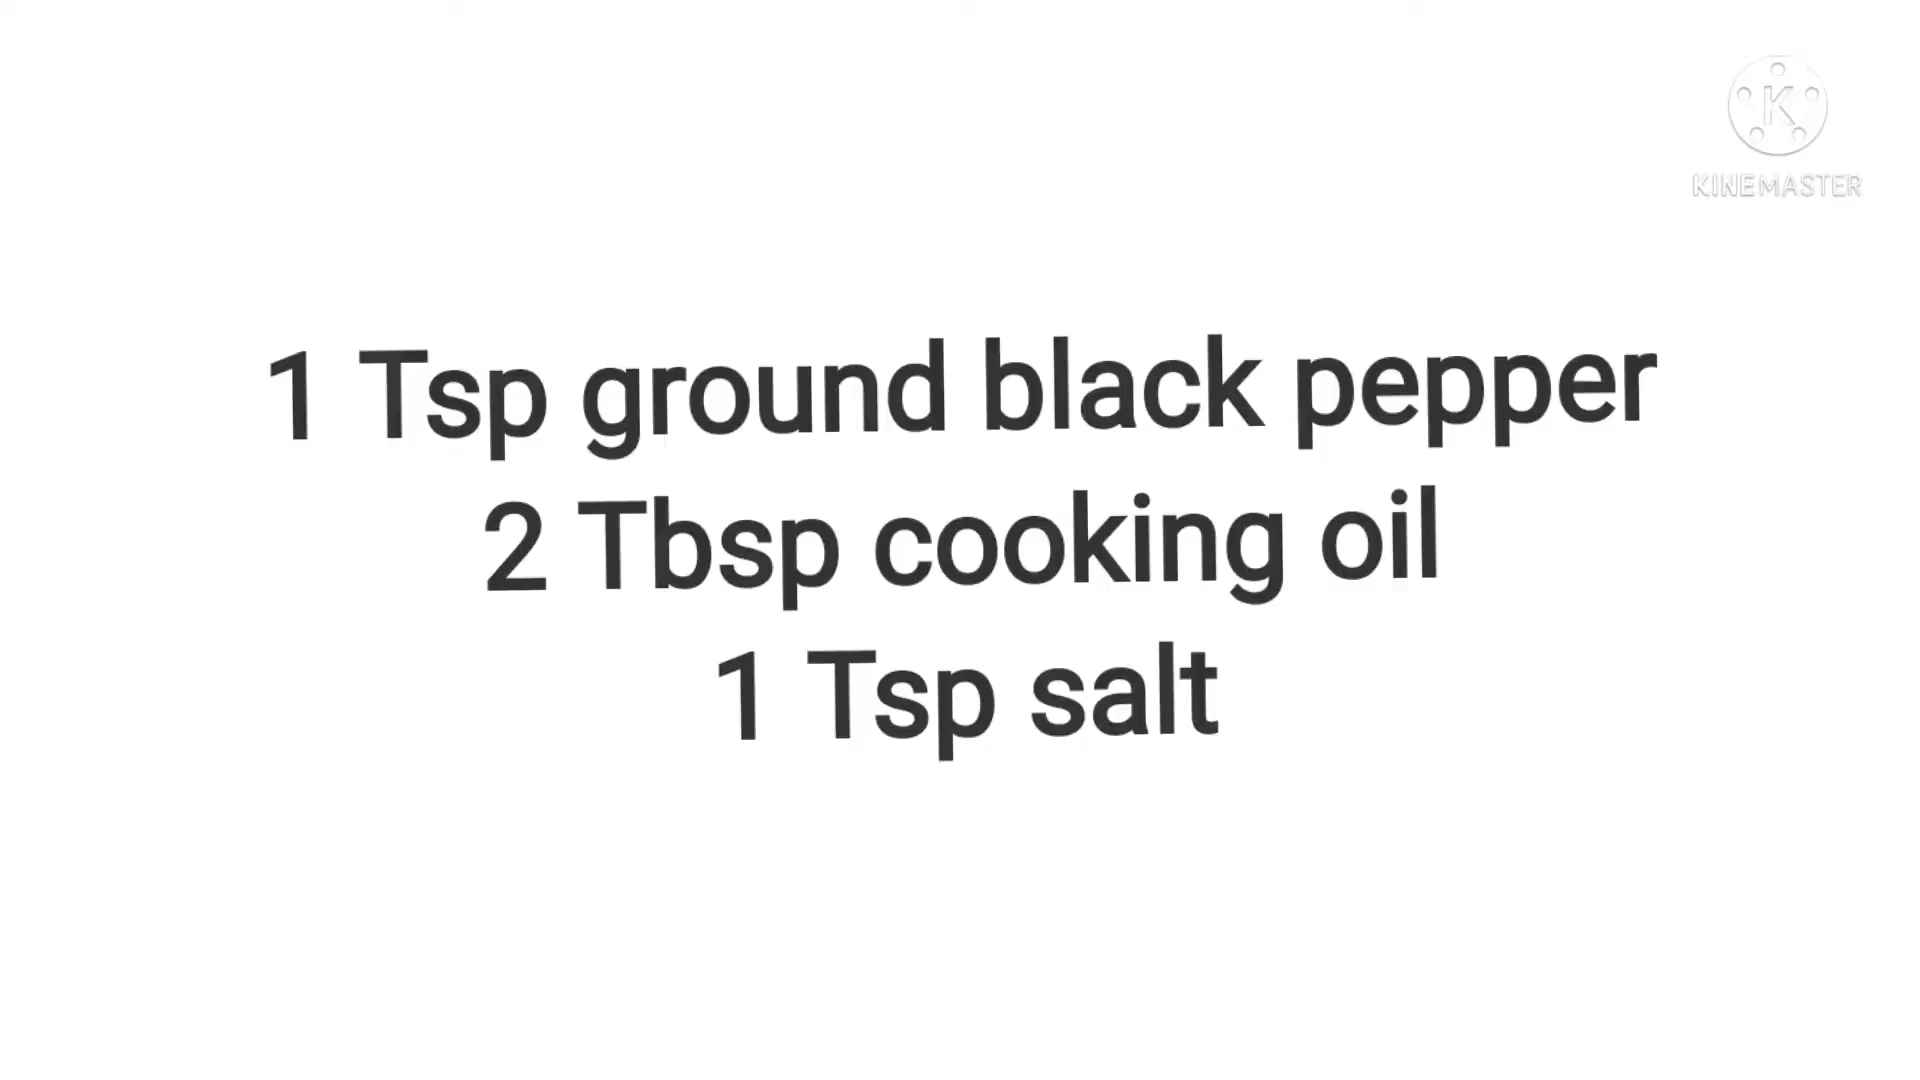 K
KINEMASTER
1 Tsp ground black pepper
2 Tbsp cooking oil
1 Tsp salt